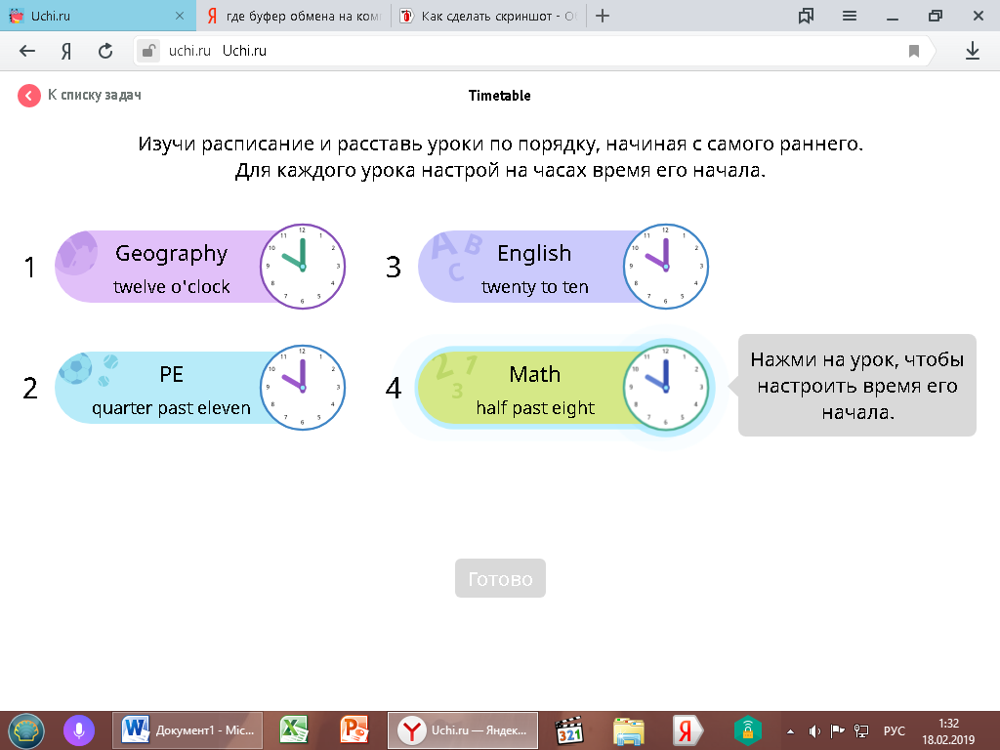 Uchi.ru
где буфер обмена на ком
Как сделать скриншот - О
uchi.ru Uchi.ru
К списку задач
Timetable
Изучи расписание и расставь уроки по порядку, начиная с самого раннего.
Для каждого урока настрой на часах время его начала.
1
Geography
twelve o'clock
2
PE
quarter past eleven
3
English
twenty to ten
4
Math
half past eight
Нажми на урок, чтобы
настроить время его
начала.
Готово
Документ1 - Mic...
Uchi.ru — Яндек...
321
РУС
1:32
18.02.2019